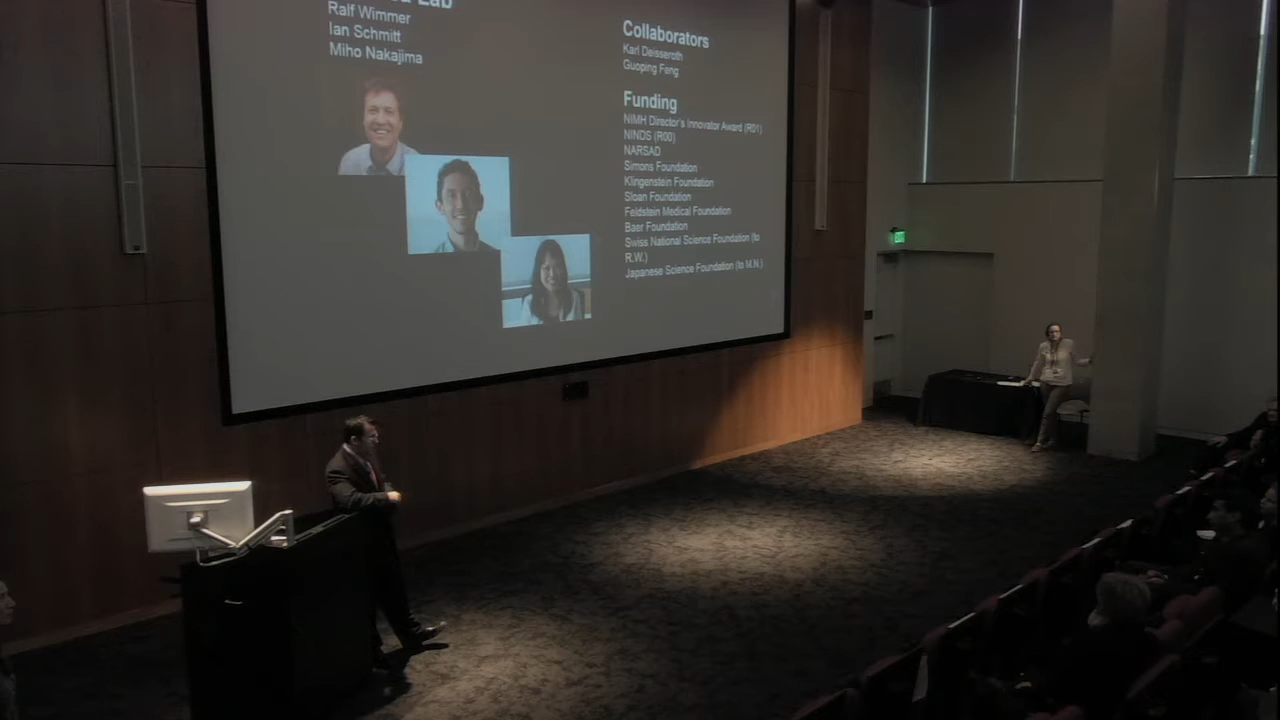 Lab
Ralf Wimmer
Ian Schmitt
Miho Nakajima
Collaborators
Karl Deisseroth
Guoping Feng
Funding
NIMH Director's Innovator Award (R01)
NINDS (R00)
NARSAD
Simons Foundation
Klingenstein Foundation
Sloan Foundation
Feldstein Medical Foundation
Baer Foundation
Swiss National Science Foundation (to
R.W.)
Japanese Science Foundation (to M.N.)